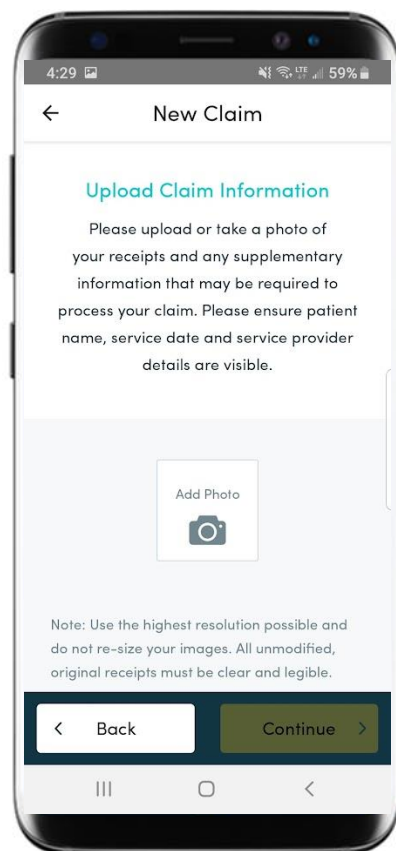 4:29 LTE 59%
New Claim
Upload Claim Information
Please upload or take a photo of
your receipts and any supplementary
information that may be required to
process your claim. Please ensure patient
name, service date and service provider
details are visible.
Add Photo
Note: Use the highest resolution possible and
do not re-size your images. All unmodified,
original receipts must be clear and legible.
Back Continue